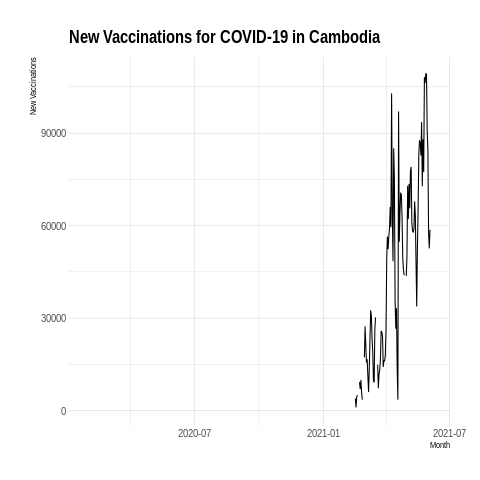 New Vaccinations for COVID-19 in Cambodia
New Vaccinations
90000
60000
30000
0
2020-07
2021-01
2021-07
Month